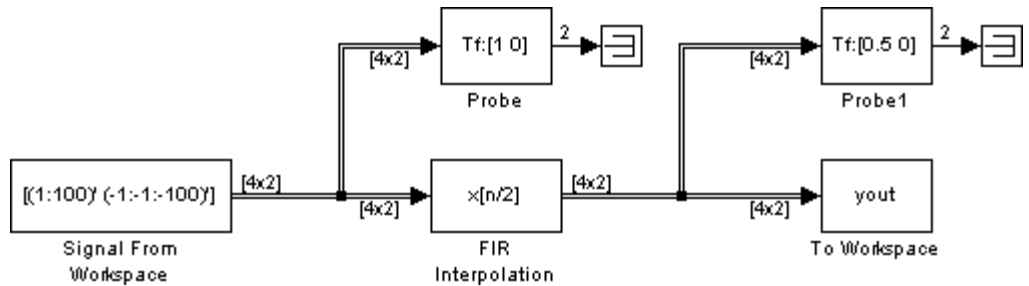 Tf:[1 0]
2
[4x2]
Probe
Tf:[0.5 0]
2
[4x2]
Probe1
[(1:100)' (-1:-1:-100)']
[4x2]
[4x2]
Signal From
Workspace
x[n/2]
[4x2]
FIR
Interpolation
[4x2]
yout
To Workspace